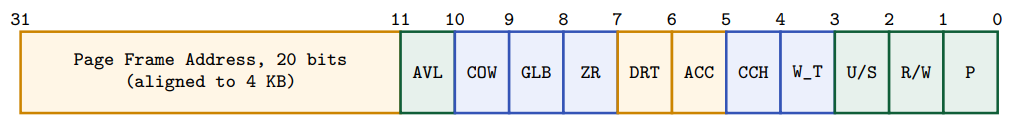 31 11 10 9 8 7 6 5 4 3 2 1 0
Page Frame Address, 20 bits
(aligned to 4 KB)
AVL COW GLB ZR DRT ACC CCH W_T U/S R/W P